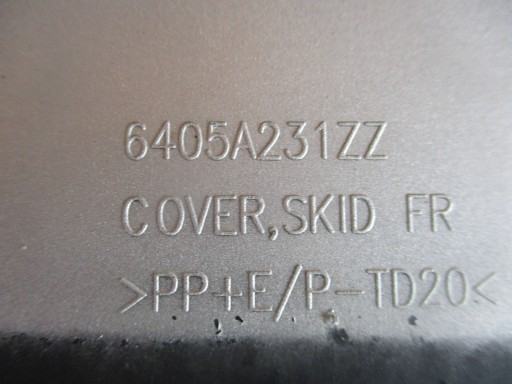 6405A231ZZ
COVER,SKID FR
>PP+E/P-TD20<